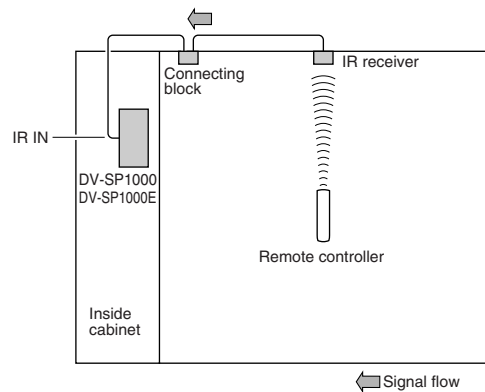 Connecting
block
IR receiver
IR IN
DV-SP1000
DV-SP1000E
Remote controller
Inside
cabinet
Signal flow